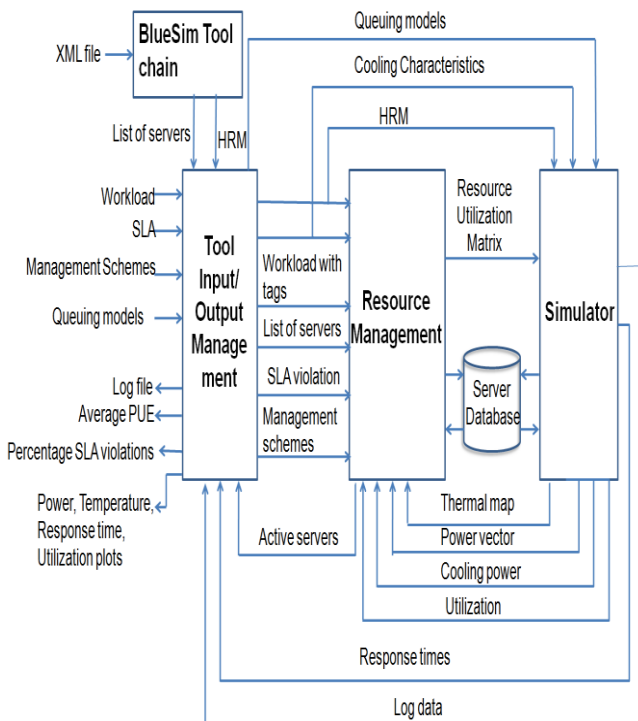 Queuing models
BlueSim Tool
chain
XML file
Cooling Characteristics
HRM
List of servers
HRM
Workload
SLA
Management Schemes
Queuing models
Log file
Average PUE
Percentage SLA violations
Power, Temperature,
Response time,
Utilization plots
Tool
Input/
Output
Manage
ment
Workload with
tags
List of servers
SLA violation
Management
schemes
Resource
Management
Resource
Utilization
Matrix
Simulator
Server
Database
Thermal map
Active servers
Power vector
Cooling power
Utilization
Response times
Log data